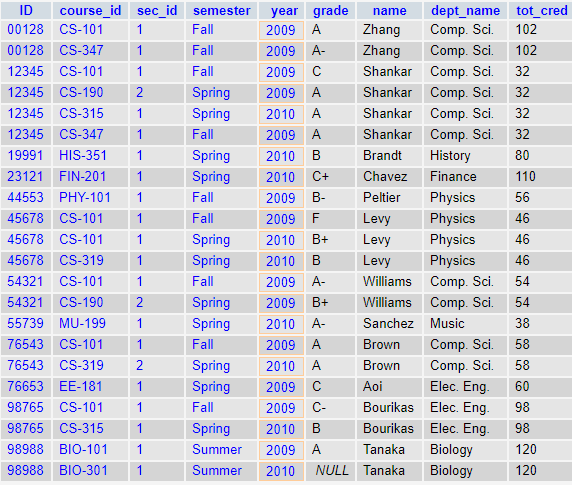 ID course_id sec_id semester year grade name dept_name tot_cred
00128 CS-101 1 Fall 2009 A Zhang Comp. Sci. 102
00128 CS-347 1 Fall 2009 A- Zhang Comp. Sci. 102
12345 CS-101 1 Fall 2009 C Shankar Comp. Sci. 32
12345 CS-190 2 Spring 2009 A Shankar Comp. Sci. 32
12345 CS-315 1 Spring 2010 A Shankar Comp. Sci. 32
12345 CS-347 1 Fall 2009 A Shankar Comp. Sci. 32
19991 HIS-351 1 Spring 2010 B Brandt History 80
23121 FIN-201 1 Spring 2010 C+ Chavez Finance 110
44553 PHY-101 1 Fall 2009 B- Peltier Physics 56
45678 CS-101 1 Fall 2009 F Levy Physics 46
45678 CS-101 1 Spring 2010 B+ Levy Physics 46
45678 CS-319 1 Spring 2010 B Levy Physics 46
54321 CS-101 1 Fall 2009 A- Williams Comp. Sci. 54
54321 CS-190 2 Spring 2009 B+ Williams Comp. Sci. 54
55739 MU-199 1 Spring 2010 A- Sanchez Music 38
76543 CS-101 1 Fall 2009 A Brown Comp. Sci. 58
76543 CS-319 2 Spring 2010 A Brown Comp. Sci. 58
76653 EE-181 1 Spring 2009 C Aoi Elec. Eng. 60
98765 CS-101 1 Fall 2009 C- Bourikas Elec. Eng. 98
98765 CS-315 1 Spring 2010 B Bourikas Elec. Eng. 98
98988 BIO-101 1 Summer 2009 A Tanaka Biology 120
98988 BIO-301 1 Summer 2010 NULL Tanaka Biology 120